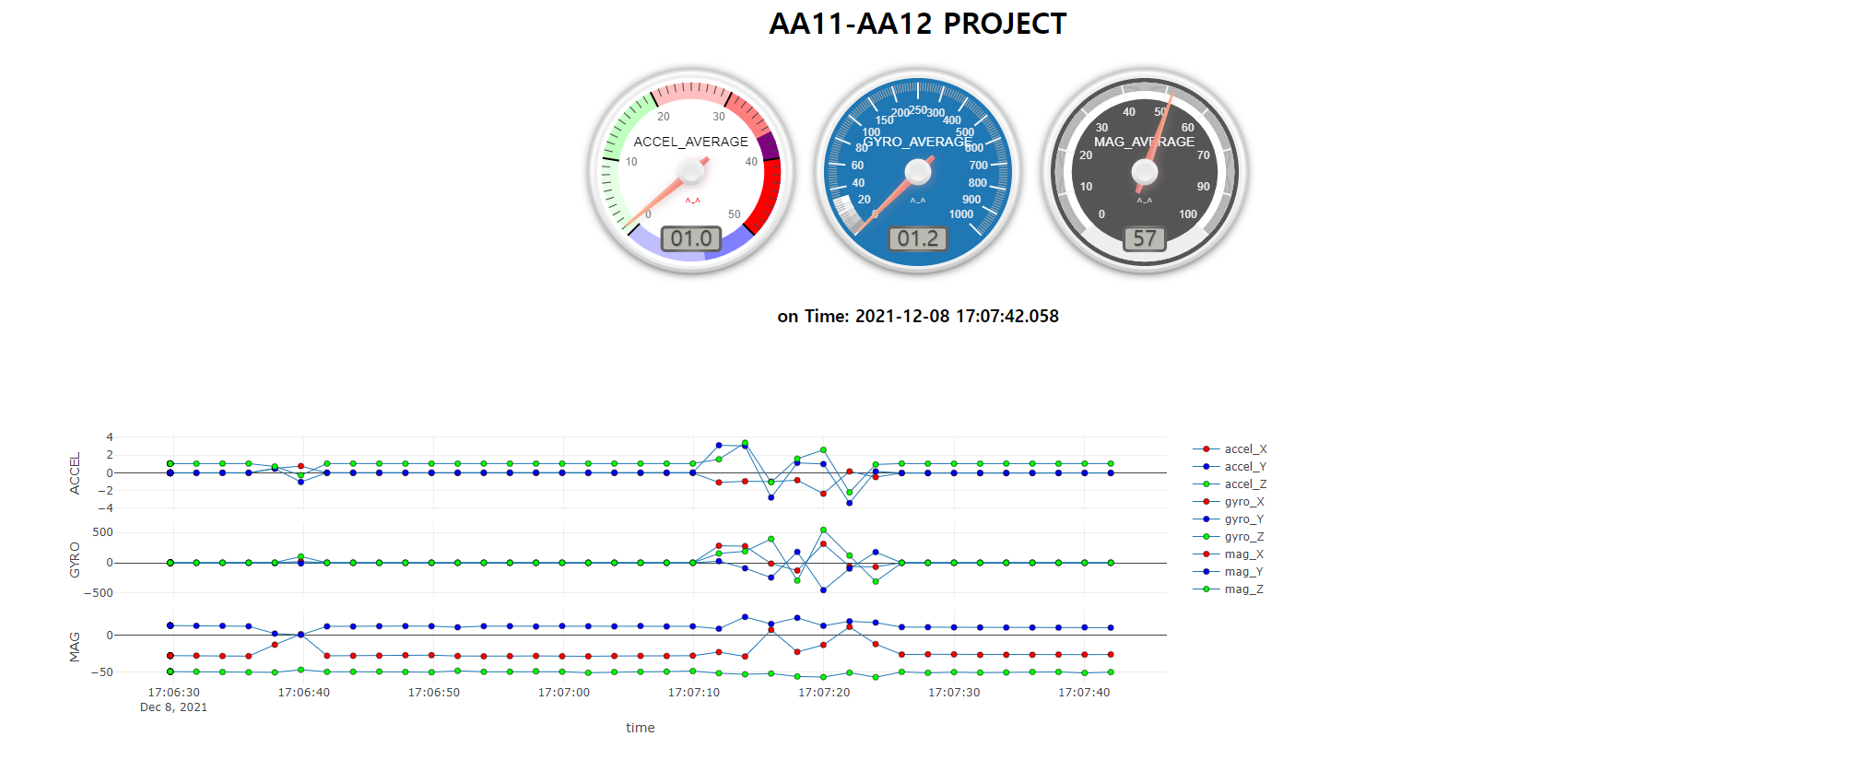 AA11-AA12 PROJECT
0 10 20 30 40 50
ACCEL_AVERAGE
^_^
01.0
0 20 40 60 80 100 150 200 250 300 400 500 600 700 800 900 1000
GYRO_AVERAGE
^_^
01.2
0 10 20 30 40 50 60 70 90 100
MAG_AVERAGE
^_^
57
on Time: 2021-12-08 17:07:42.058
ACCEL
4
2
0
−2
−4
GYRO
500
0
−500
MAG
0
−50
17:06:30 17:06:40 17:06:50 17:07:00 17:07:10 17:07:20 17:07:30 17:07:40
Dec 8, 2021
time
accel_X
accel_Y
accel_Z
gyro_X
gyro_Y
gyro_Z
mag_X
mag_Y
mag_Z